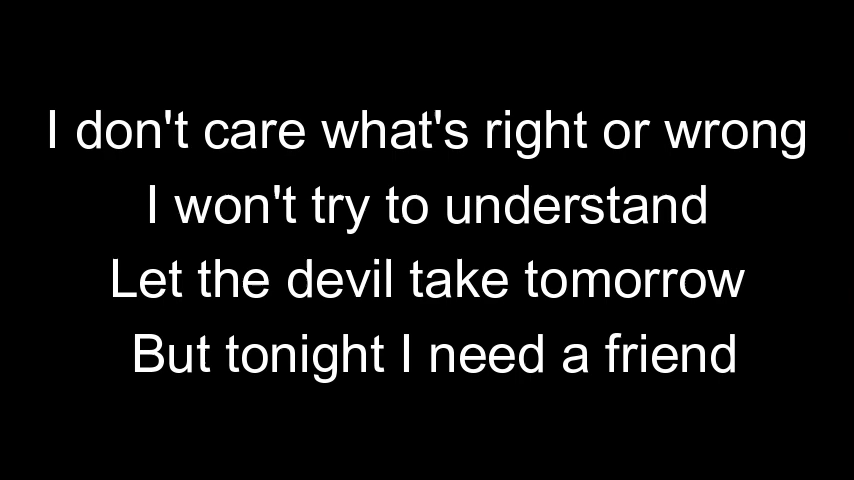 I don't care what's right or wrong
I won't try to understand
Let the devil take tomorrow
But tonight I need a friend